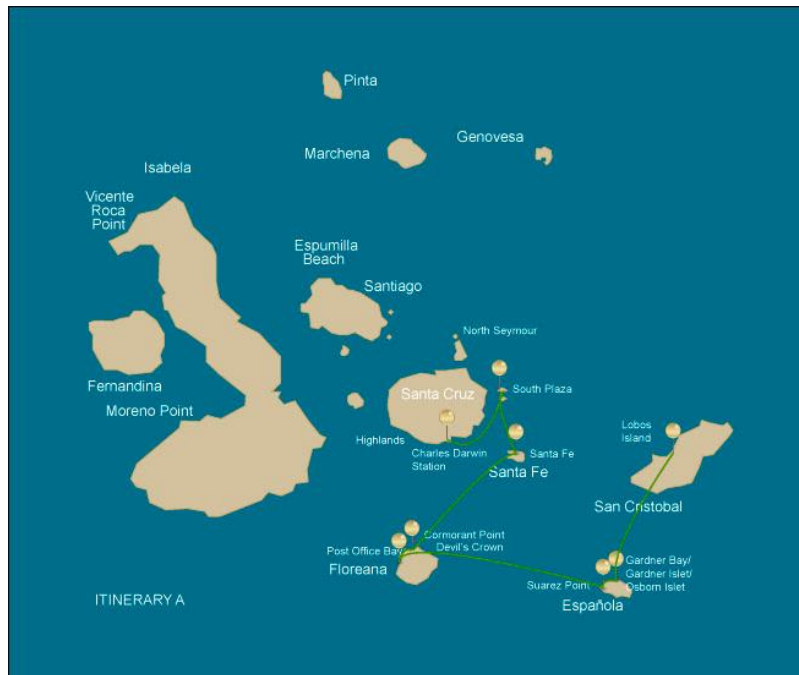 Pinta
Genovesa
Marchena
Isabela
Vicente
Roca
Point
Espumilla
Beach
Santiago
North Seymour
Fernandina
Moreno Point
Santa Cruz
South Plaza
Highlands
Charles Darwin
Station
Santa Fe
Santa Fe
Lobos
Island
San Cristobal
Cormorant Point
Devil's Crown
Post Office Bay
Floreana
Gardner Bay/
Gardner Islet/
Osborn Islet
Suarez Point
Española
ITINERARY A